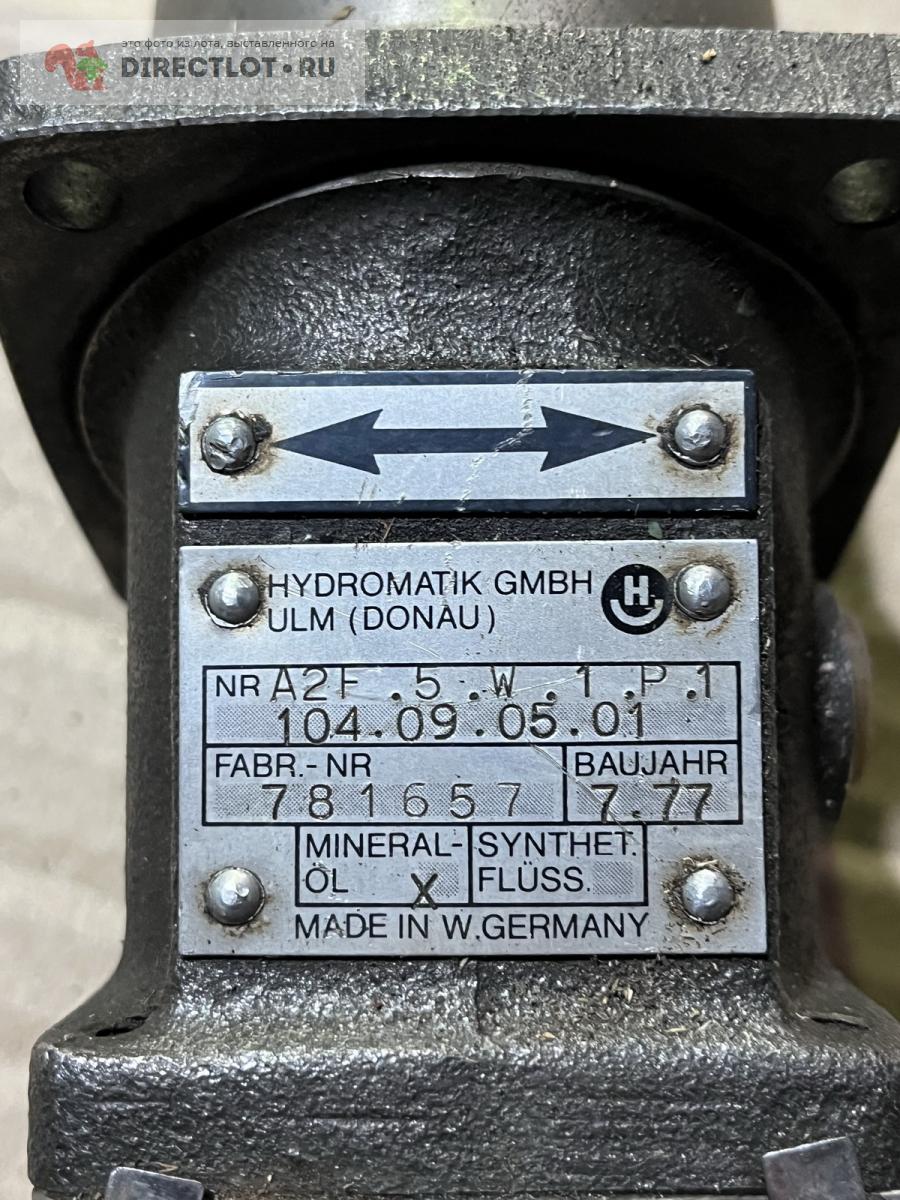 это фото из лота, выставленного на
DIRECTLOT.RU
HYDROMATIK GMBH
ULM (DONAU)
H
NR A2F.5.W.1.P.1
104.09.05.01
FABR.-NR BAUJAHR
781657 7.77
MINERAL- SYNTHET.
ÖL X FLÜSS.
MADE IN W.GERMANY